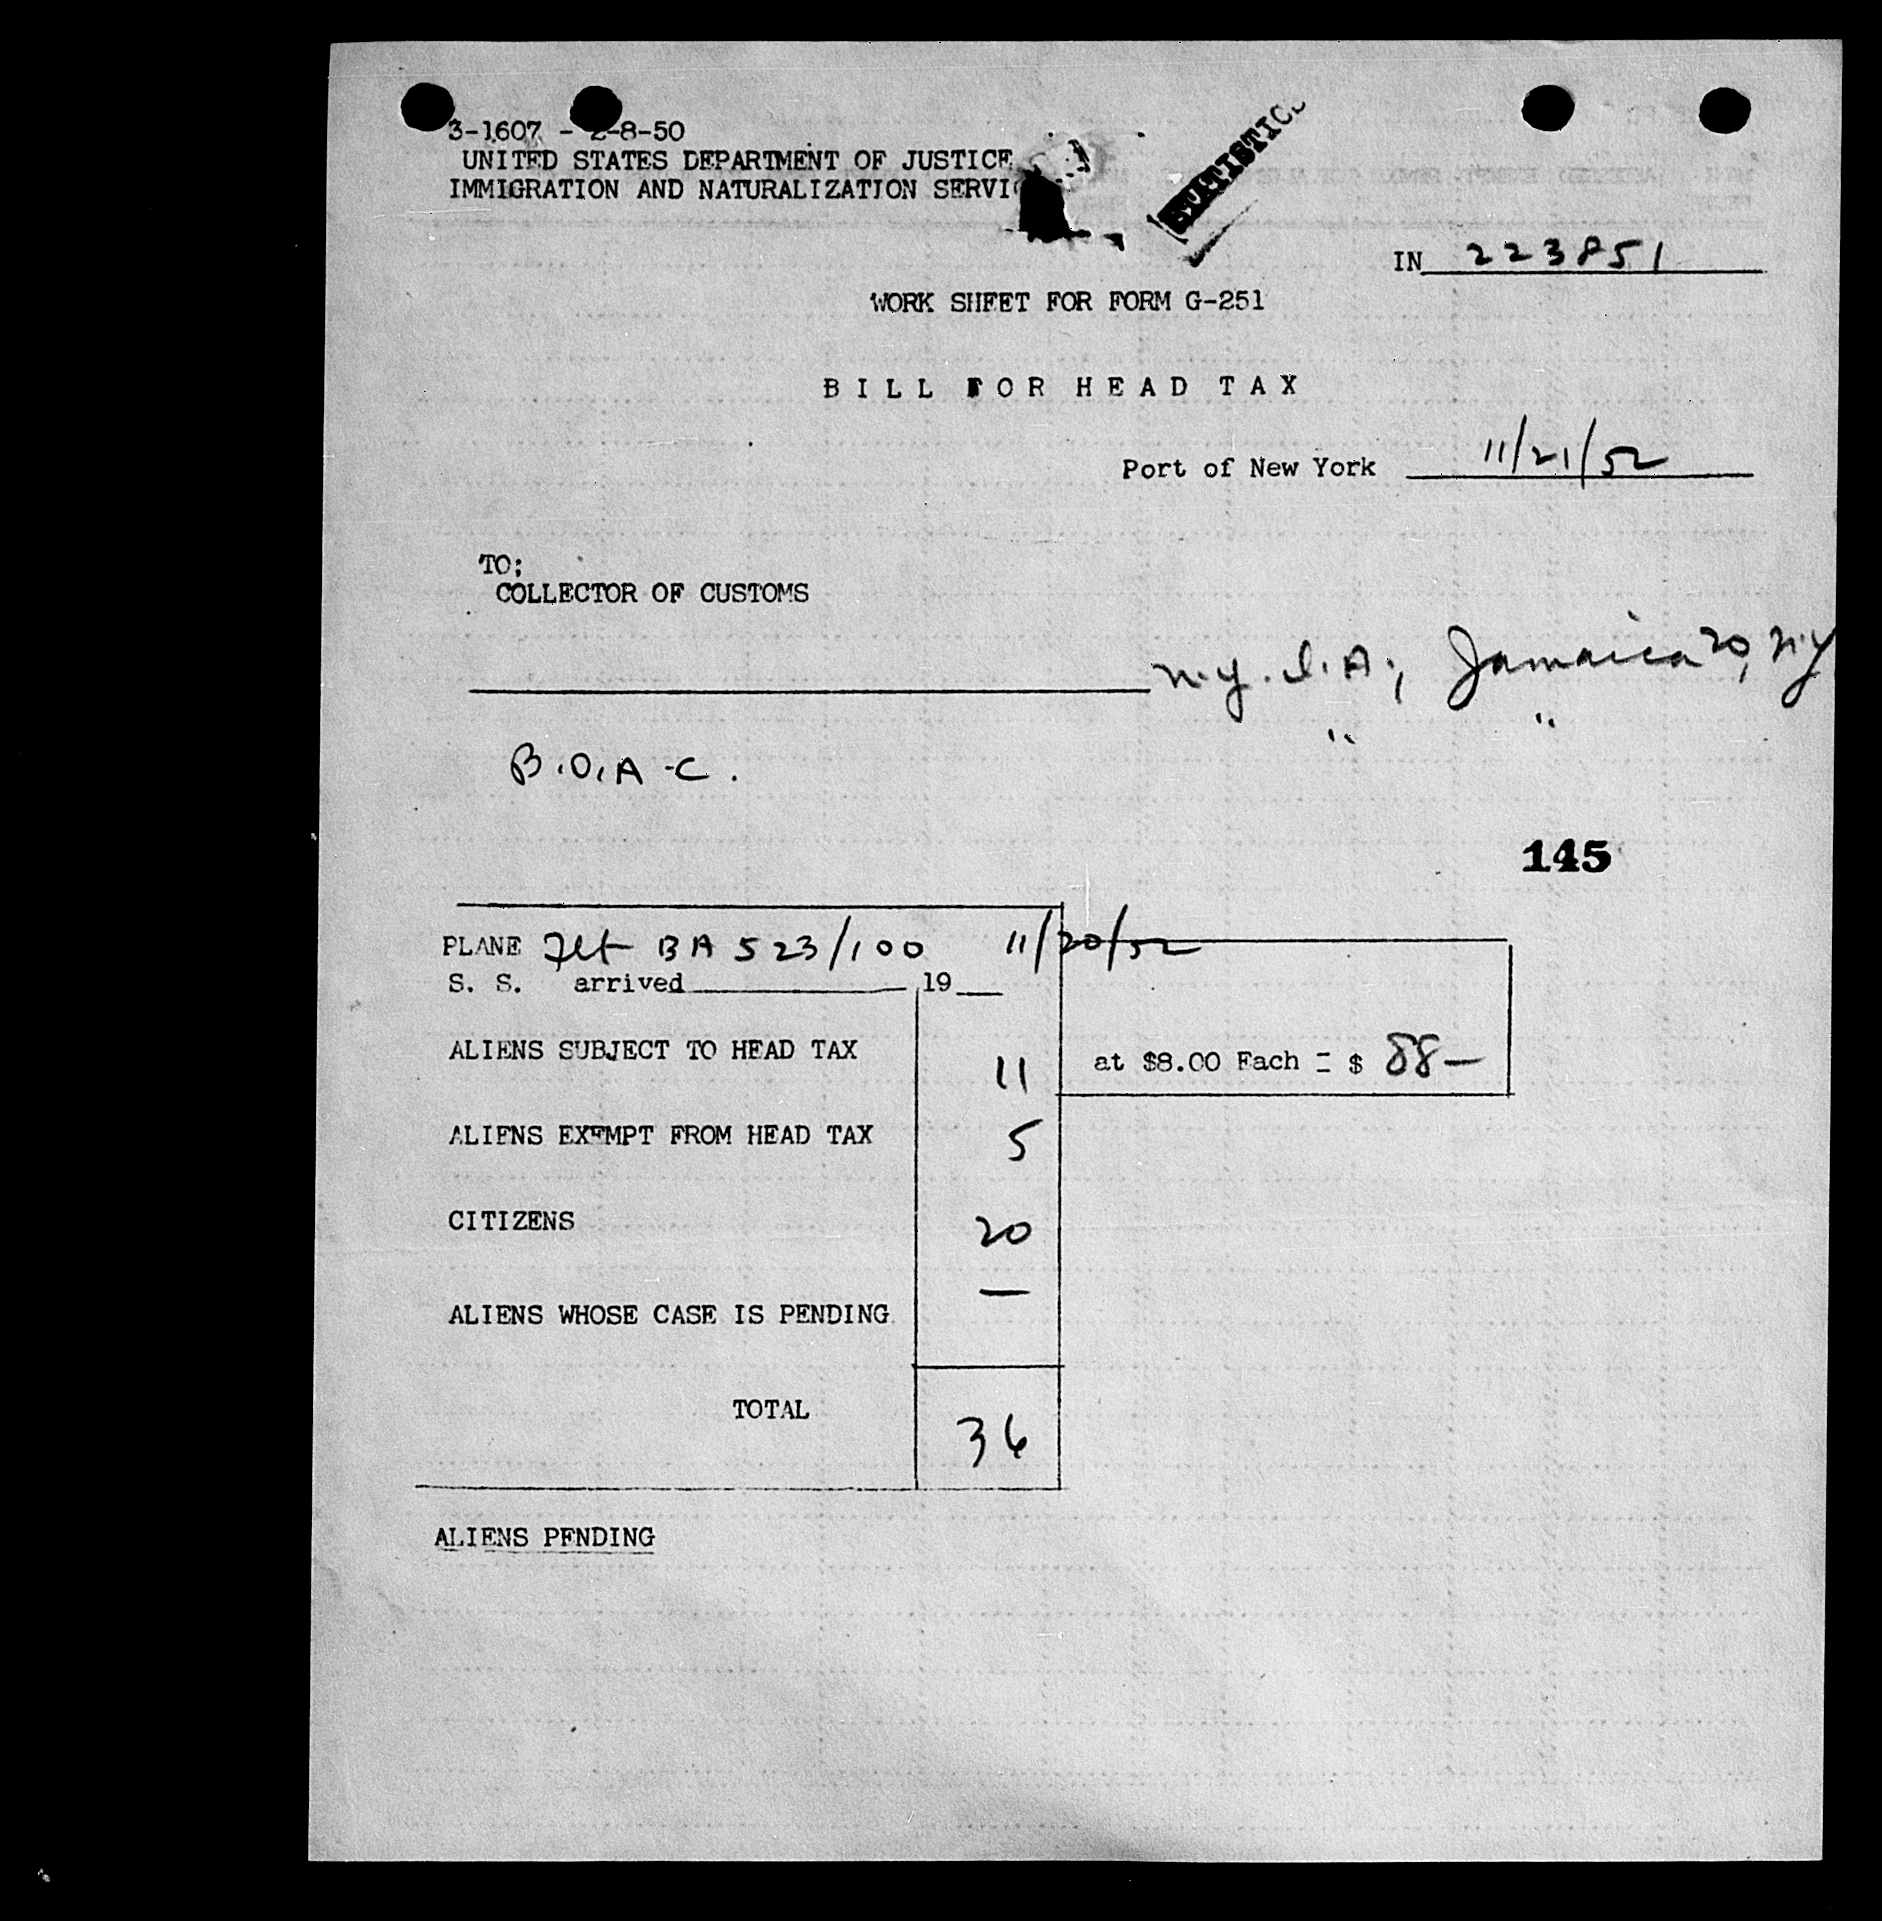 3-1607 - 2-8-50
UNITED STATES DEPARTMENT OF JUSTICE
IMMIGRATION AND NATURALIZATION SERVI
STATISTICS
IN 223851
WORK SHEET FOR FORM G-251
BILL FOR HEAD TAX
Port of New York 11/21/52
TO:
COLLECTOR OF CUSTOMS
N.Y.I.A., Jamaica 20, N.Y
" "
B.O.A.C.
145
PLANE Flt BA 523/100 11/20/52
S. S. arrived 19
ALIENS SUBJECT TO HEAD TAX 11 at $8.00 Each = $ 88—
ALIENS EXEMPT FROM HEAD TAX 5
CITIZENS 20
ALIENS WHOSE CASE IS PENDING —
TOTAL 36
ALIENS PENDING